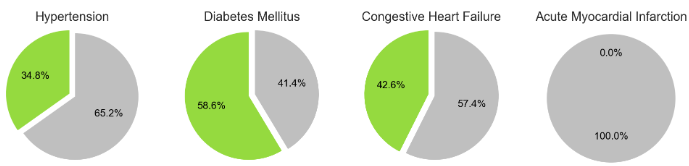 Hypertension
Diabetes Mellitus
Congestive Heart Failure
Acute Myocardial Infarction
34.8%
65.2%
58.6%
41.4%
42.6%
57.4%
0.0%
100.0%